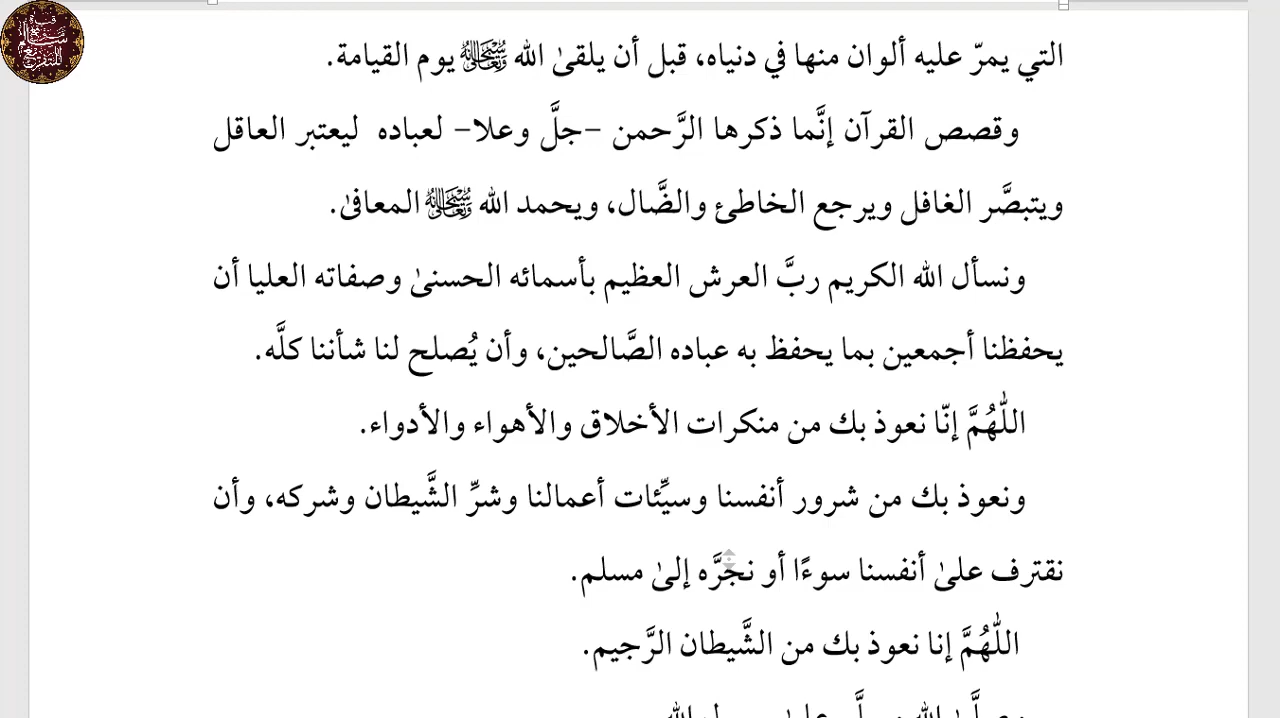 التي يمرّ عليه ألوان منها في دنياه، قبل أن يلقىٰ الله سبحانه وتعالى يوم القيامة.
وقصص القرآن إنَّما ذكرها الرَّحمن -جلَّ وعلا- لعباده ليعتبر العاقل
ويتبصَّر الغافل ويرجع الخاطئ والضَّال، ويحمد الله سبحانه وتعالى المعافىٰ.
ونسأل الله الكريم ربَّ العرش العظيم بأسمائه الحسنىٰ وصفاته العليا أن
يحفظنا أجمعين بما يحفظ به عباده الصَّالحين، وأن يُصلح لنا شأننا كلَّه.
اللَّهُمَّ إنّا نعوذ بك من منكرات الأخلاق والأهواء والأدواء.
ونعوذ بك من شرور أنفسنا وسيِّئات أعمالنا وشرِّ الشَّيطان وشركه، وأن
نقترف علىٰ أنفسنا سوءًا أو نجرَّه إلىٰ مسلم.
اللَّهُمَّ إنا نعوذ بك من الشَّيطان الرَّجيم.